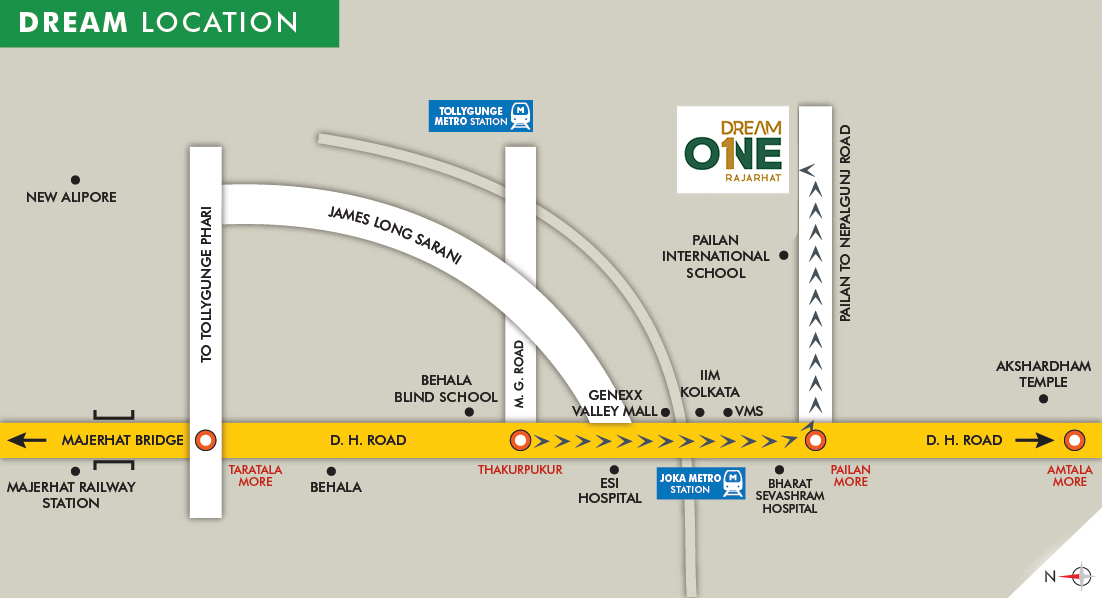 DREAM LOCATION
TOLLYGUNGE
METRO STATION
M
DREAM
O1NE
RAJARHAT
NEW ALIPORE
TO TOLLYGUNGE PHARI
JAMES LONG SARANI
M. G. ROAD
PAILAN
INTERNATIONAL
SCHOOL
PAILAN TO NEPALGUNJ ROAD
BEHALA
BLIND SCHOOL
GENEXX
VALLEY MALL
IIM
KOLKATA
VMS
AKSHARDHAM
TEMPLE
MAJERHAT BRIDGE
D. H. ROAD
D. H. ROAD
MAJERHAT RAILWAY
STATION
TARATALA
MORE
BEHALA
THAKURPUKUR
ESI
HOSPITAL
JOKA METRO
STATION
M
BHARAT
SEVASHRAM
HOSPITAL
PAILAN
MORE
AMTALA
MORE
N